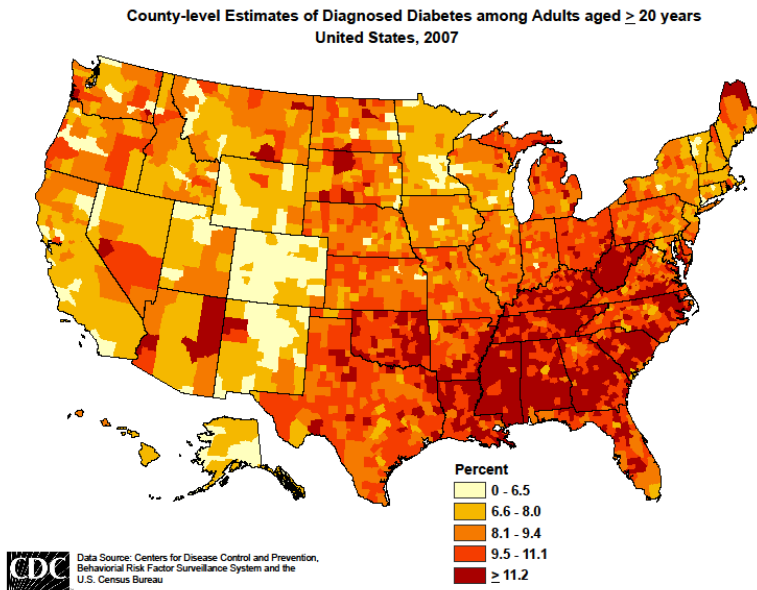 County-level Estimates of Diagnosed Diabetes among Adults aged ≥ 20 years
United States, 2007
Percent
0 - 6.5
6.6 - 8.0
8.1 - 9.4
9.5 - 11.1
≥ 11.2
CDC
Data Source: Centers for Disease Control and Prevention,
Behaviorial Risk Factor Surveillance System and the
U.S. Census Bureau